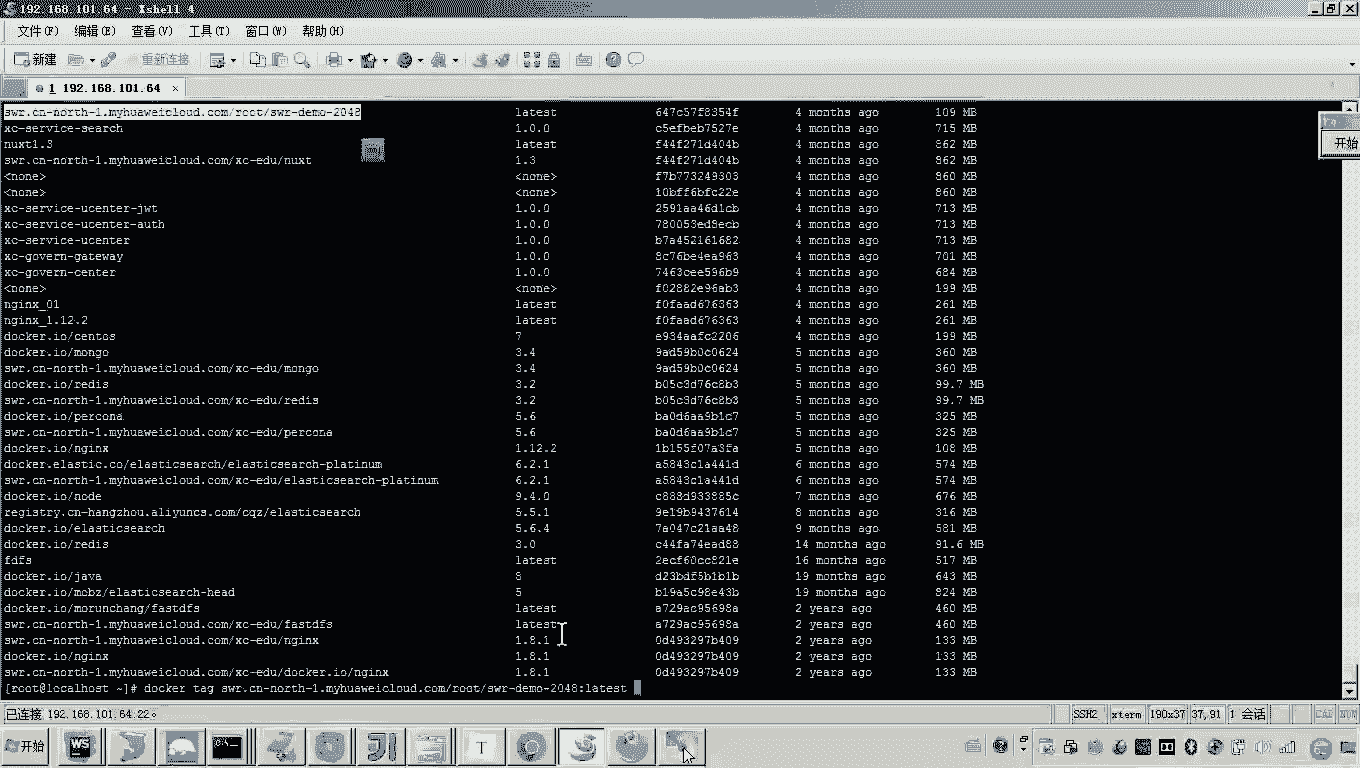 192.168.101.64 - Xshell 4
文件(F) 编辑(E) 查看(V) 工具(T) 窗口(W) 帮助(H)
新建 重新连接
1 192.168.101.64 ×
swr.cn-north-1.myhuaweicloud.com/root/swr-demo-2048 latest 647c57f8354f 4 months ago 109 MB
xc-service-search 1.0.0 c5efbeb7527e 4 months ago 715 MB
开始
nuxt1.3 latest f44f271d404b 4 months ago 862 MB
swr.cn-north-1.myhuaweicloud.com/xc-edu/nuxt 1.3 f44f271d404b 4 months ago 862 MB
<none> <none> f7b773249303 4 months ago 860 MB
<none> <none> 10bff6bfc22e 4 months ago 860 MB
xc-service-ucenter-jwt 1.0.0 2591aa46d1cb 4 months ago 713 MB
xc-service-ucenter-auth 1.0.0 780053ed8ecb 4 months ago 713 MB
xc-service-ucenter 1.0.0 b7a452161682 4 months ago 713 MB
xc-govern-gateway 1.0.0 8c76be4ea963 4 months ago 701 MB
xc-govern-center 1.0.0 7463cee596b9 4 months ago 684 MB
<none> <none> f02882e96ab3 4 months ago 199 MB
nginx_01 latest f0faad676363 4 months ago 261 MB
nginx_1.12.2 latest f0faad676363 4 months ago 261 MB
docker.io/centos 7 e934aafc2206 4 months ago 199 MB
docker.io/mongo 3.4 9ad59b0c0624 5 months ago 360 MB
swr.cn-north-1.myhuaweicloud.com/xc-edu/mongo 3.4 9ad59b0c0624 5 months ago 360 MB
docker.io/redis 3.2 b05c3d76c8b3 5 months ago 99.7 MB
swr.cn-north-1.myhuaweicloud.com/xc-edu/redis 3.2 b05c3d76c8b3 5 months ago 99.7 MB
docker.io/percona 5.6 ba0d6aa9b1c7 5 months ago 325 MB
swr.cn-north-1.myhuaweicloud.com/xc-edu/percona 5.6 ba0d6aa9b1c7 5 months ago 325 MB
docker.io/nginx 1.12.2 1b155f07a3fa 5 months ago 108 MB
docker.elastic.co/elasticsearch/elasticsearch-platinum 6.2.1 a5843c1a441d 6 months ago 574 MB
swr.cn-north-1.myhuaweicloud.com/xc-edu/elasticsearch-platinum 6.2.1 a5843c1a441d 6 months ago 574 MB
docker.io/node 9.4.0 c888d933885c 7 months ago 676 MB
registry.cn-hangzhou.aliyuncs.com/cqz/elasticsearch 5.5.1 9e19b9437614 8 months ago 316 MB
docker.io/elasticsearch 5.6.4 7a047c21aa48 9 months ago 581 MB
docker.io/redis 3.0 c44fa74ead88 14 months ago 91.6 MB
fdfs latest 2ecf60cc821e 16 months ago 517 MB
docker.io/java 8 d23bdf5b1b1b 19 months ago 643 MB
docker.io/mobz/elasticsearch-head 5 b19a5c98e43b 19 months ago 824 MB
docker.io/morunchang/fastdfs latest a729ac95698a 2 years ago 460 MB
swr.cn-north-1.myhuaweicloud.com/xc-edu/fastdfs latest a729ac95698a 2 years ago 460 MB
swr.cn-north-1.myhuaweicloud.com/xc-edu/nginx 1.8.1 0d493297b409 2 years ago 133 MB
docker.io/nginx 1.8.1 0d493297b409 2 years ago 133 MB
swr.cn-north-1.myhuaweicloud.com/xc-edu/docker.io/nginx 1.8.1 0d493297b409 2 years ago 133 MB
[root@localhost ~]# docker tag swr.cn-north-1.myhuaweicloud.com/root/swr-demo-2048:latest
已连接 192.168.101.64:22。 SSH2 xterm 190x37 37,91 1 会话 CAP NUM
开始 WS T